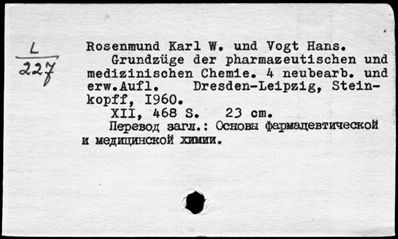 L
227
Rosenmund Karl W. und Vogt Hans.
Grundzüge der pharmazeutischen und
medizinischen Chemie. 4 neubearb. und
erw.Aufl. Dresden-Leipzig, Stein-
kopff, I960.
XII, 468 S. 23 cm.
Перевод загл.: Основы фармацевтической
и медицинской химии.